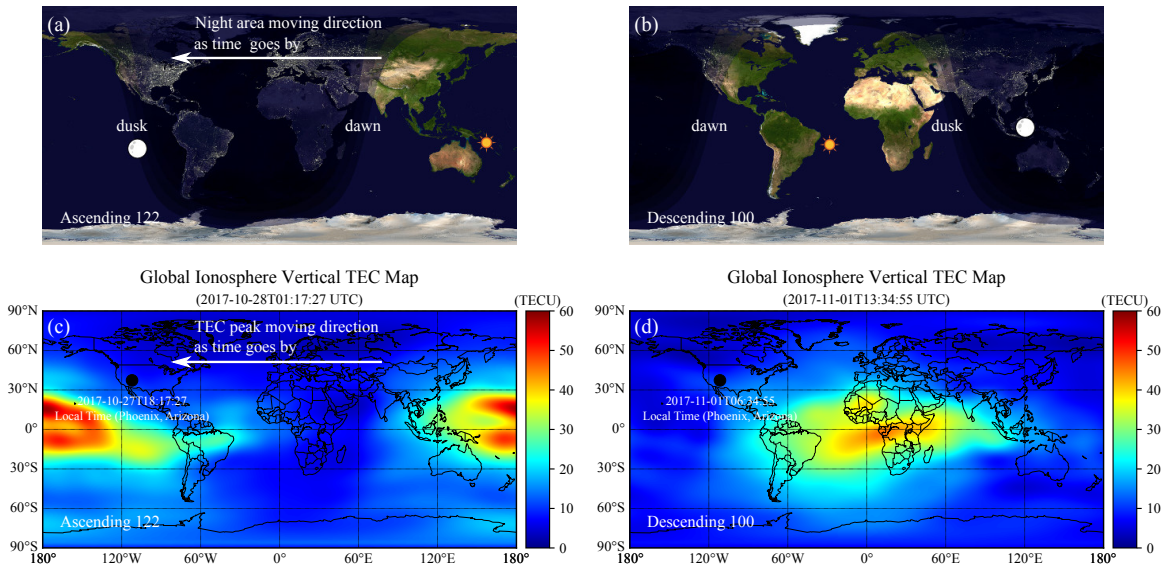 (a)
Night area moving direction
as time goes by
dusk
dawn
Ascending 122
(b)
dawn
dusk
Descending 100
Global Ionosphere Vertical TEC Map
(2017-10-28T01:17:27 UTC)
(TECU)
90°N
60°N
30°N
0°
30°S
60°S
90°S
(c)
TEC peak moving direction
as time goes by
2017-10-27T18:17:27
Local Time (Phoenix, Arizona)
Ascending 122
180°
120°W
60°W
0°
60°E
120°E
180°
60
50
40
30
20
10
0
Global Ionosphere Vertical TEC Map
(2017-11-01T13:34:55 UTC)
(TECU)
90°N
60°N
30°N
0°
30°S
60°S
90°S
(d)
2017-11-01T06:34:55
Local Time (Phoenix, Arizona)
Descending 100
180°
120°W
60°W
0°
60°E
120°E
180°
60
50
40
30
20
10
0